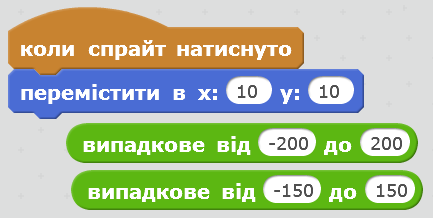 коли спрайт натиснуто
перемістити в x: 10 y: 10
випадкове від -200 до 200
випадкове від -150 до 150